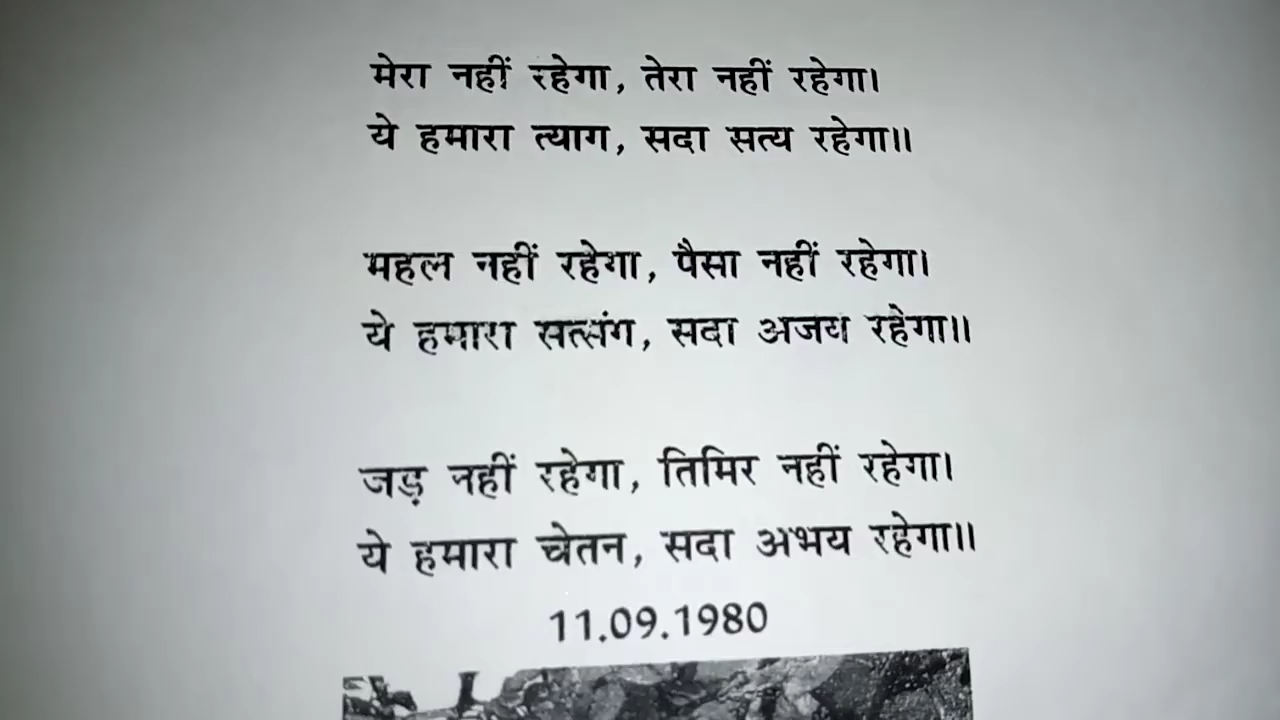 मेरा नहीं रहेगा, तेरा नहीं रहेगा।
ये हमारा त्याग, सदा सत्य रहेगा॥
महल नहीं रहेगा, पैसा नहीं रहेगा।
ये हमारा सत्संग, सदा अजय रहेगा॥
जड़ नहीं रहेगा, तिमिर नहीं रहेगा।
ये हमारा चेतन, सदा अभय रहेगा॥
11.09.1980